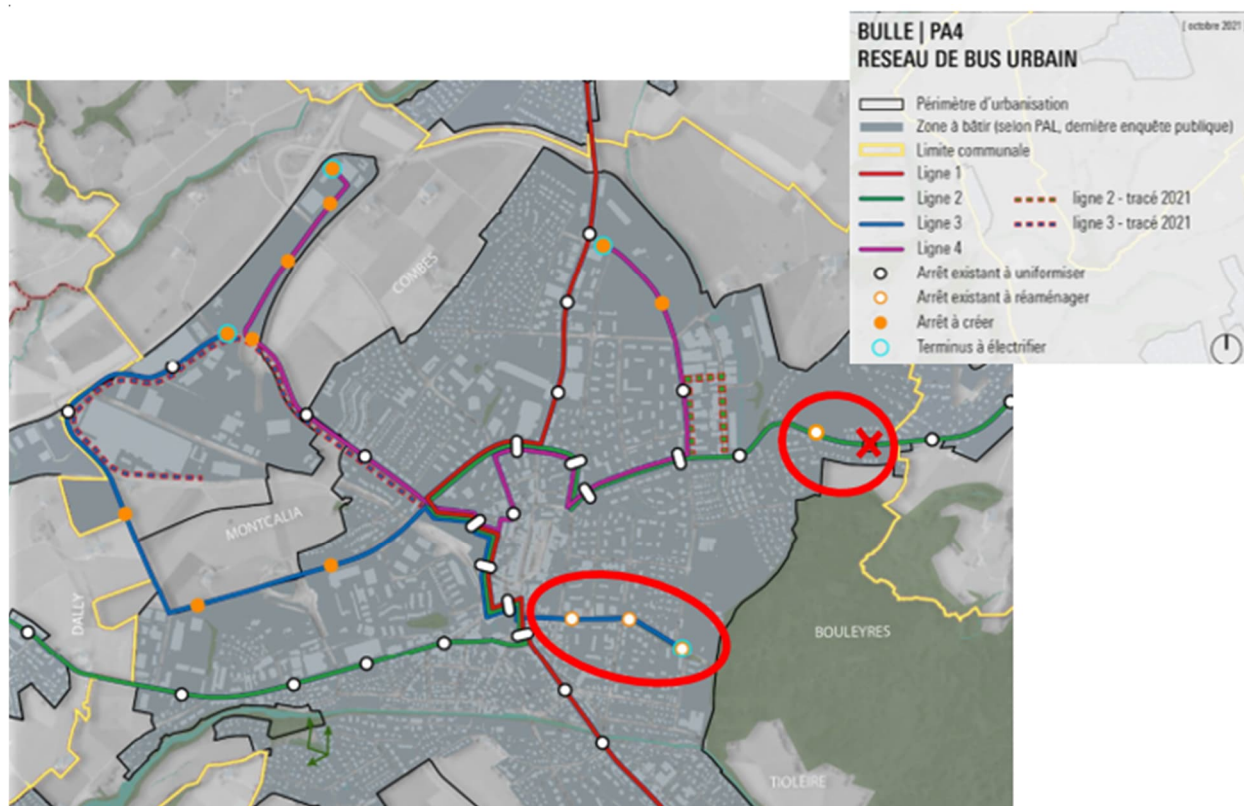 BULLE | PA4
[ octobre 2021
RESEAU DE BUS URBAIN
Périmètre d'urbanisation
Zone à bâtir (selon PAL, dernière enquête publique)
Limite communale
Ligne 1
Ligne 2
ligne 2 - tracé 2021
Ligne 3
ligne 3 - tracé 2021
Ligne 4
Arrêt existant à uniformiser
Arrêt existant à réaménager
Arrêt à créer
Terminus à électrifier
COMBES
MONTCALIA
DALLY
BOULEYRES
TIOLEIRE